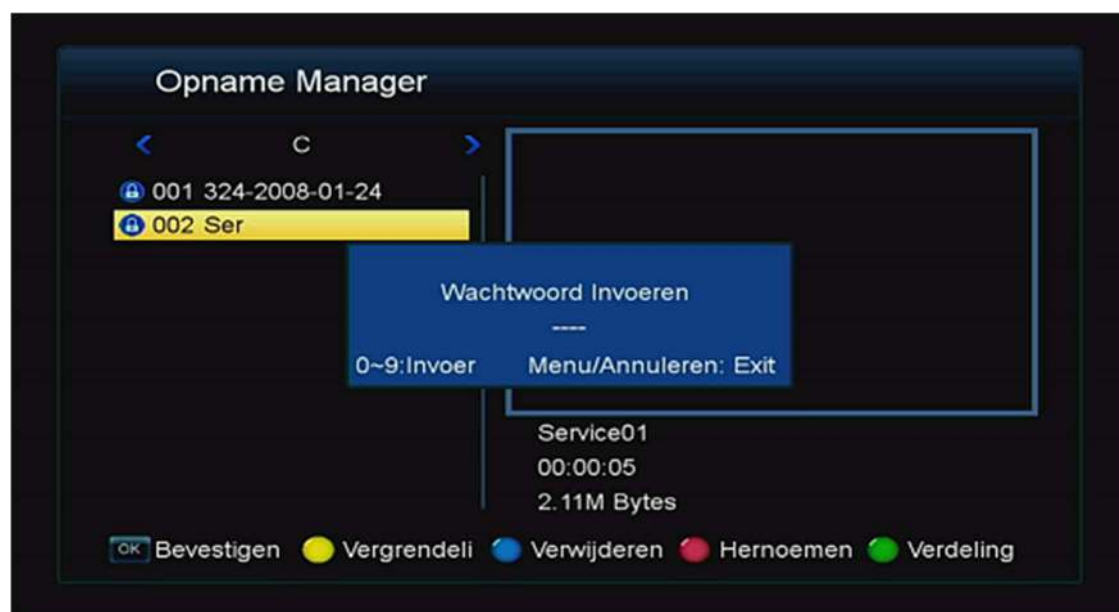 Opname Manager
< C >
001 324-2008-01-24
002 Ser
Wachtwoord Invoeren
----
0~9:Invoer Menu/Annuleren: Exit
Service01
00:00:05
2.11M Bytes
OK Bevestigen Vergrendeli Verwijderen Hernoemen Verdeling